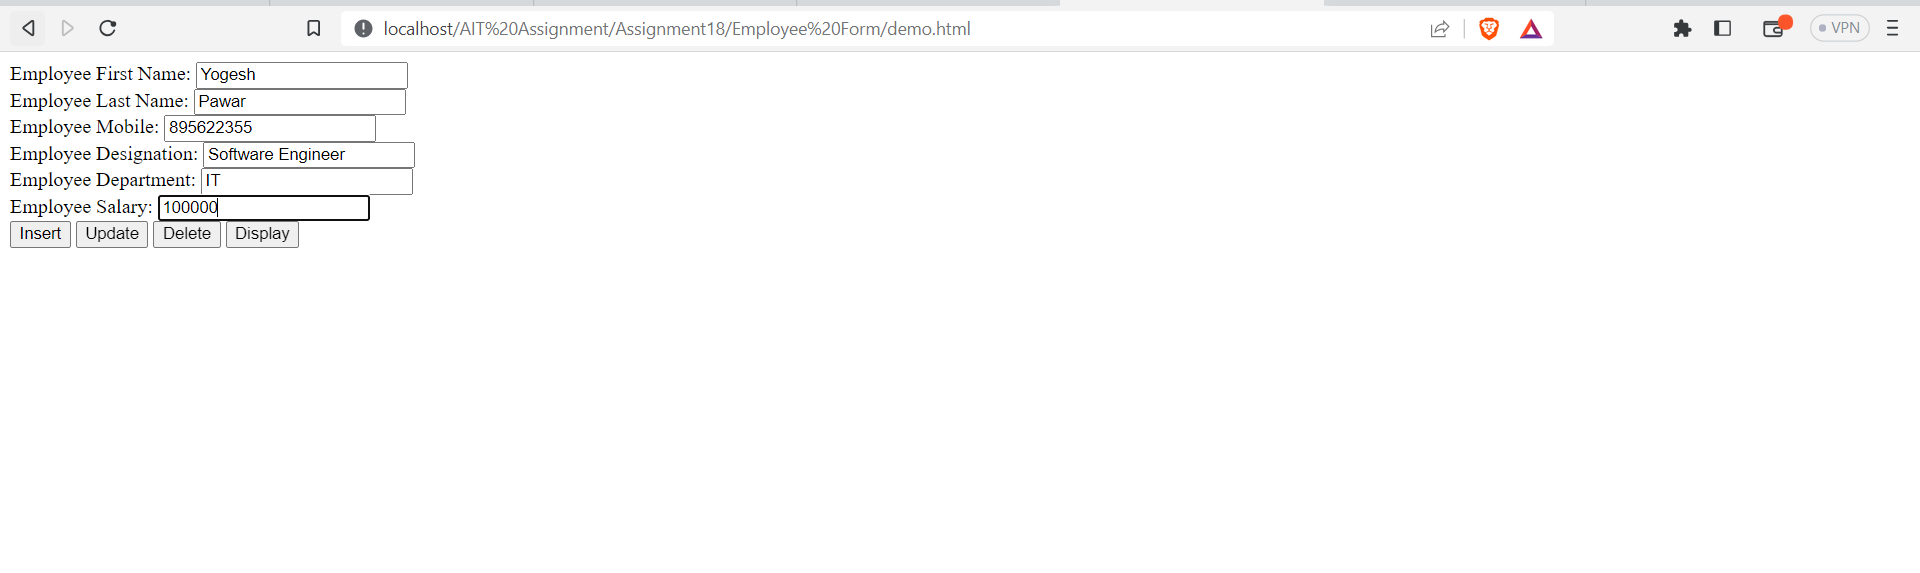 localhost/AIT%20Assignment/Assignment18/Employee%20Form/demo.html
VPN
Employee First Name: Yogesh
Employee Last Name: Pawar
Employee Mobile: 895622355
Employee Designation: Software Engineer
Employee Department: IT
Employee Salary: 100000
Insert Update Delete Display